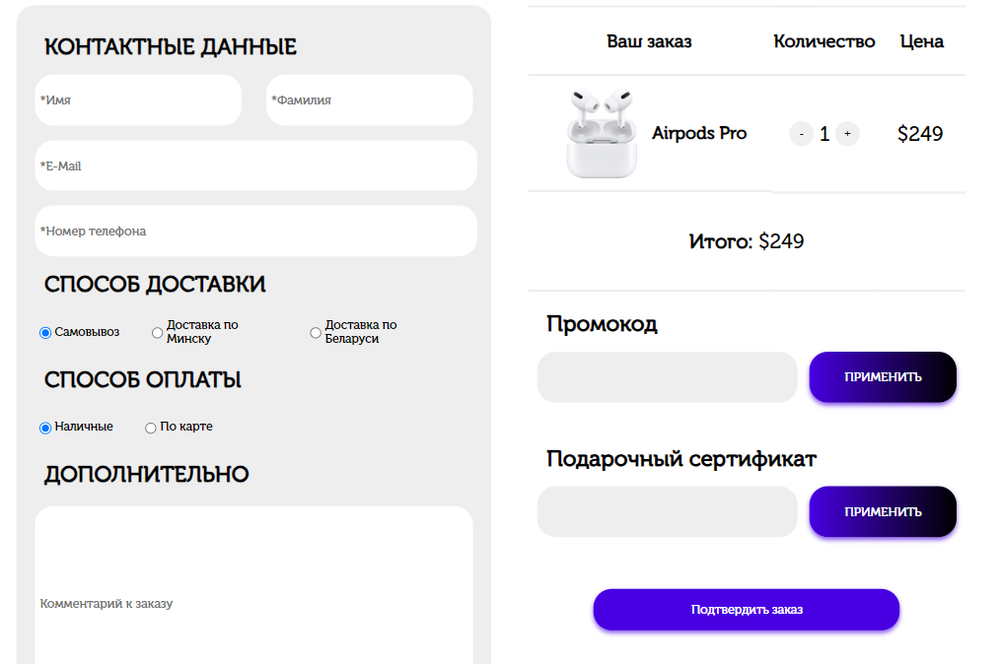 КОНТАКТНЫЕ ДАННЫЕ
*Имя
*Фамилия
*E-Mail
*Номер телефона
СПОСОБ ДОСТАВКИ
Самовывоз
Доставка по
Минску
Доставка по
Беларуси
СПОСОБ ОПЛАТЫ
Наличные
По карте
ДОПОЛНИТЕЛЬНО
Комментарий к заказу
Ваш заказ Количество Цена
Airpods Pro - 1 + $249
Итого: $249
Промокод
ПРИМЕНИТЬ
Подарочный сертификат
ПРИМЕНИТЬ
Подтвердить заказ